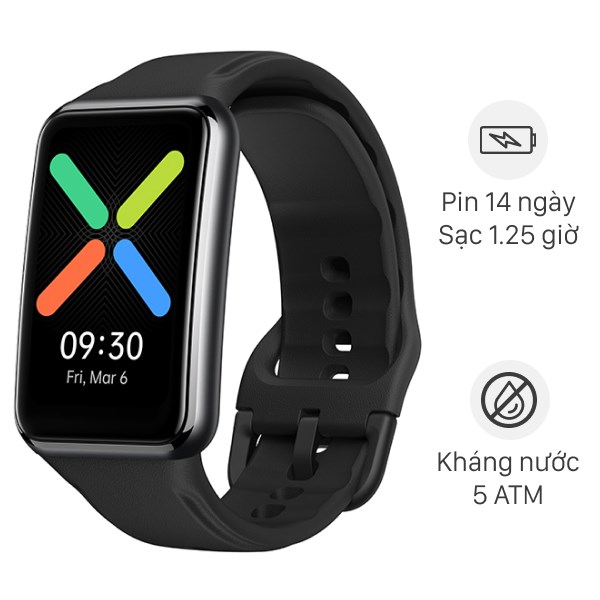 09:30
Fri, Mar 6
Pin 14 ngày
Sạc 1.25 giờ
Kháng nước
5 ATM